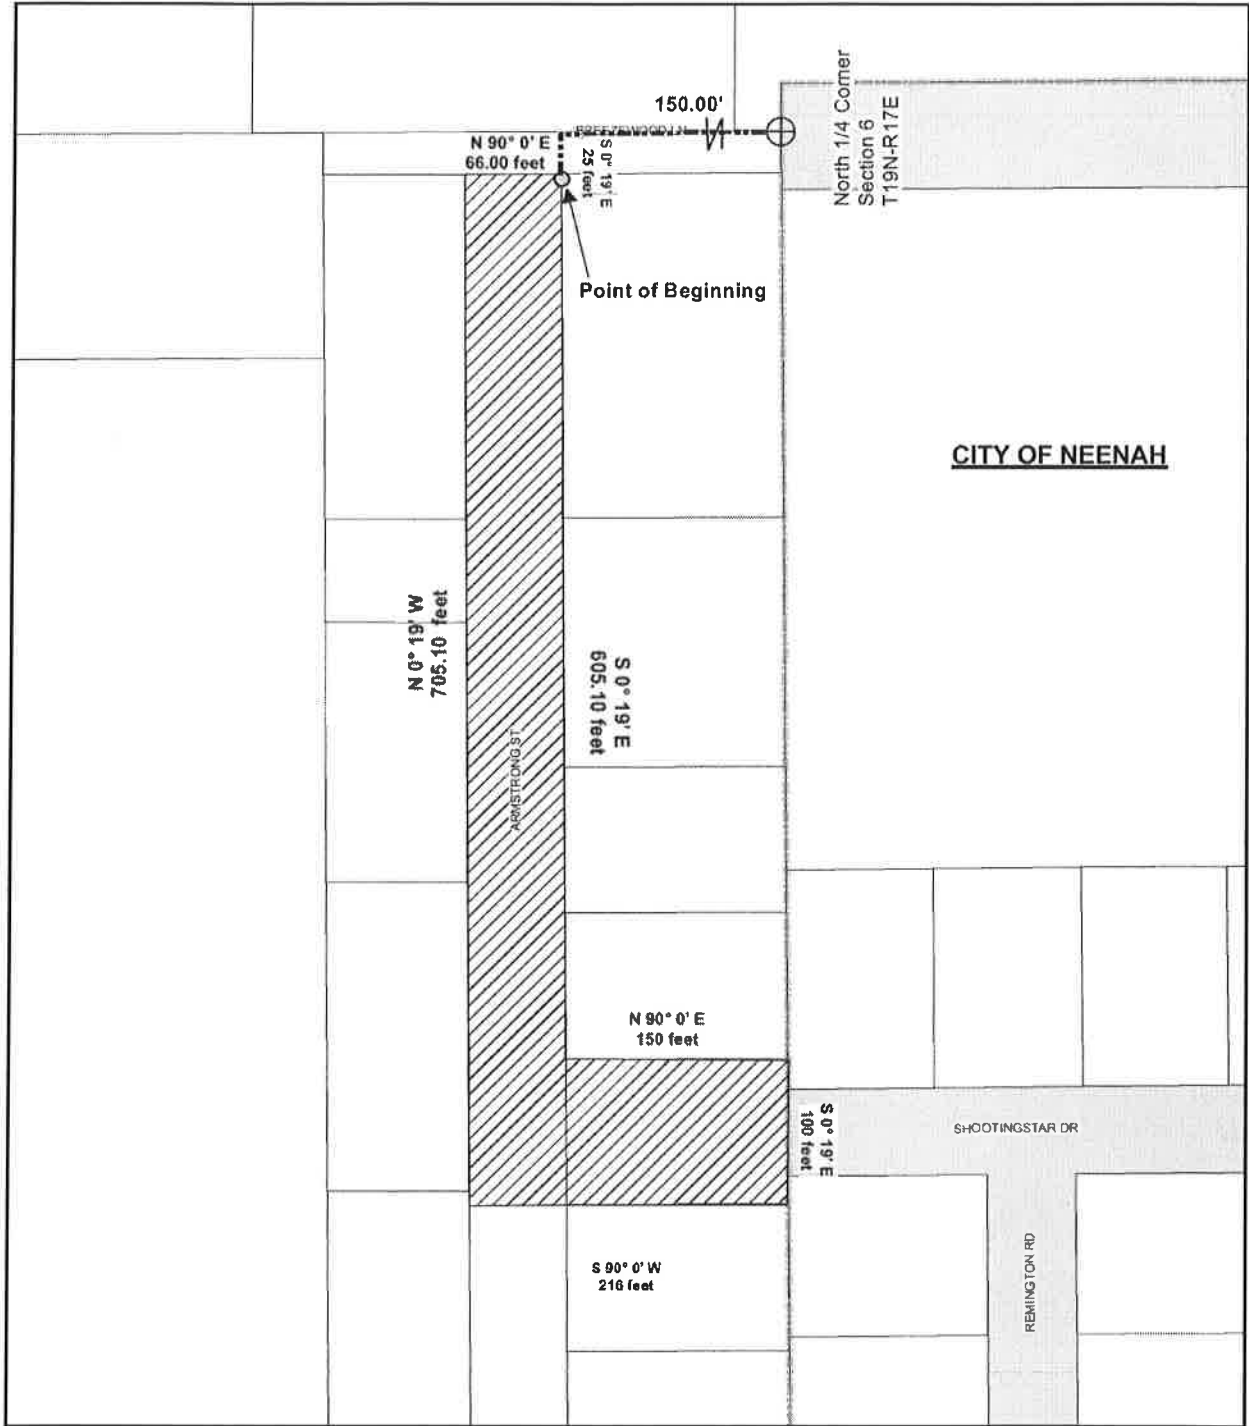 150.00'
BREEZEWOOD LN
N 90° 0' E
66.00 feet
S 0° 19' E
25 feet
North 1/4 Corner
Section 6
T19N-R17E
Point of Beginning
CITY OF NEENAH
N 0° 19' W
705.10 feet
S 0° 19' E
605.10 feet
ARMSTRONG ST
N 90° 0' E
150 feet
S 0° 19' E
100 feet
SHOOTINGSTAR DR
S 90° 0' W
216 feet
REMINGTON RD